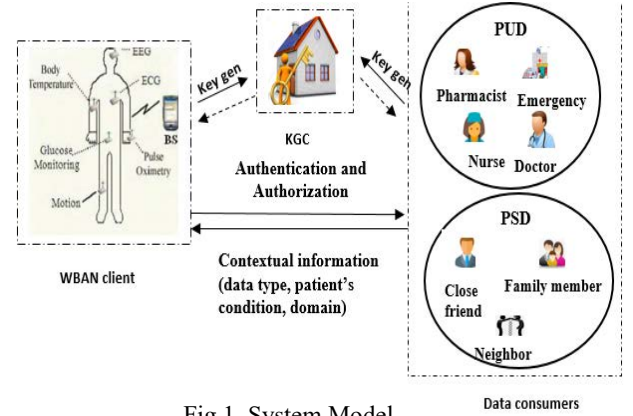 EEG
Body
Temperature
ECG
BS
Glucose
Monitoring
Pulse
Oximetry
Motion
WBAN client
Key gen
KGC
Key gen
Authentication and
Authorization
Contextual information
(data type, patient's
condition, domain)
PUD
Pharmacist Emergency
Nurse Doctor
PSD
Close
friend
Family member
Neighbor
Data consumers
Fig 1. System Model